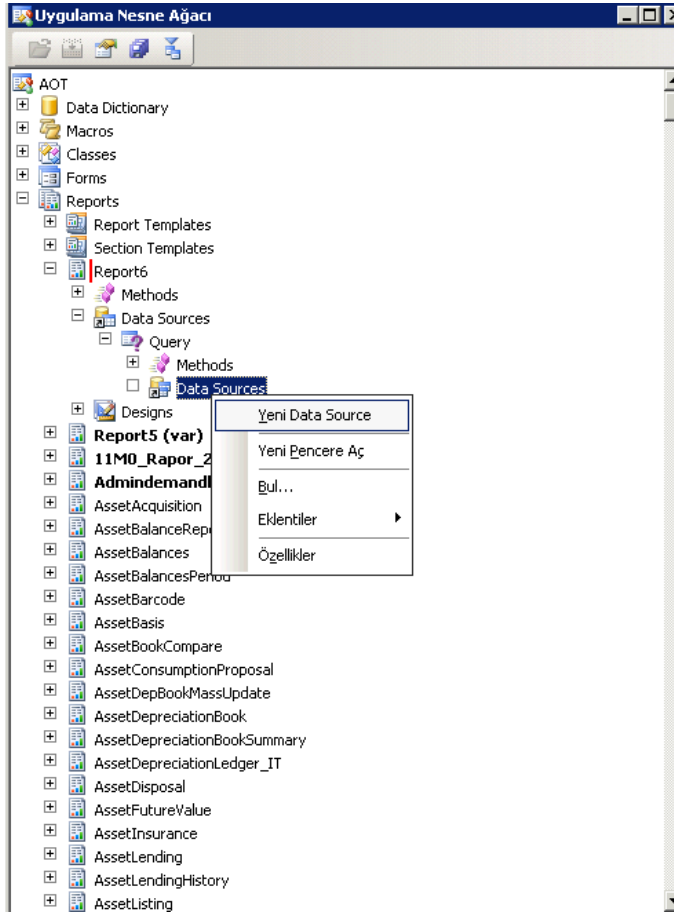 Uygulama Nesne Ağacı
AOT
Data Dictionary
Macros
Classes
Forms
Reports
Report Templates
Section Templates
Report6
Methods
Data Sources
Query
Methods
Data Sources
Yeni Data Source
Yeni Pencere Aç
Bul...
Eklentiler
Özellikler
Designs
Report5 (var)
11M0_Rapor_2
AssetAcquisition
AssetBalanceRep
AssetBalances
AssetBalancesPeriod
AssetBarcode
AssetBasis
AssetBookCompare
AssetConsumptionProposal
AssetDepBookMassUpdate
AssetDepreciationBook
AssetDepreciationBookSummary
AssetDepreciationLedger_IT
AssetDisposal
AssetFutureValue
AssetInsurance
AssetLending
AssetLendingHistory
AssetListing